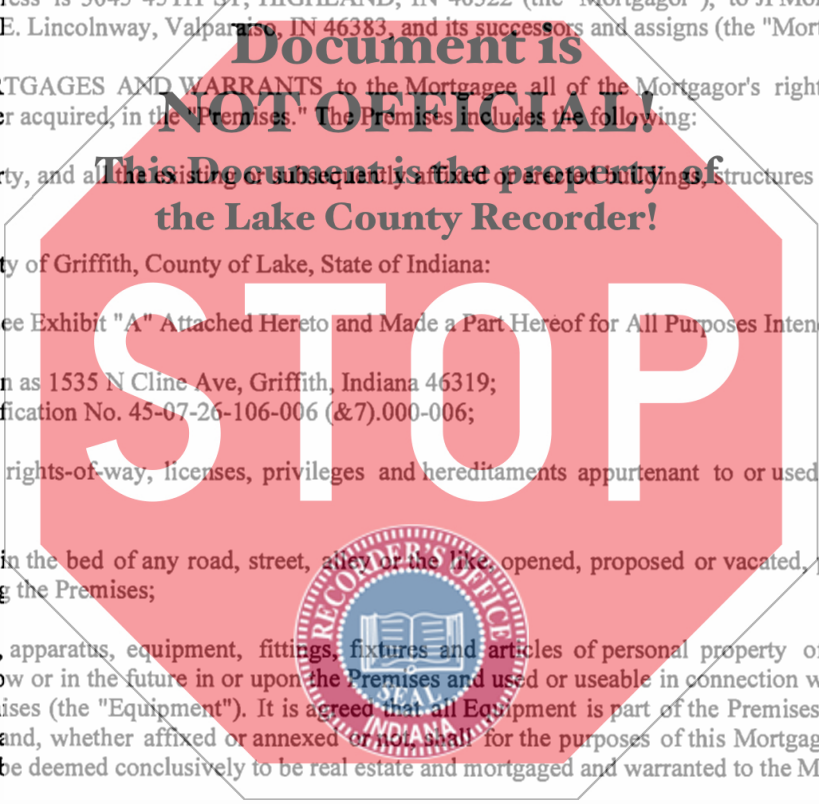 E. Lincolnway, Valparaiso, IN 46383, and its successors and assigns (the "Mort
Document is
TGAGES AND WARRANTS to the Mortgagee all of the Mortgagor's right
NOT OFFICIAL!
r acquired, in the "Premises." The Premises includes the following:
This Document is the property of
ty, and all the existing or subsequently affixed or erected buildings, structures
the Lake County Recorder!
ty of Griffith, County of Lake, State of Indiana:
ee Exhibit "A" Attached Hereto and Made a Part Hereof for All Purposes Inten
STOP
n as 1535 N Cline Ave, Griffith, Indiana 46319;
fication No. 45-07-26-106-006 (&7).000-006;
rights-of-way, licenses, privileges and hereditaments appurtenant to or used
in the bed of any road, street, alley or the like, opened, proposed or vacated,
g the Premises;
RECORDER'S OFFICE
SEAL
INDIANA
, apparatus, equipment, fittings, fixtures and articles of personal property o
ow or in the future in or upon the Premises and used or useable in connection w
ises (the "Equipment"). It is agreed that all Equipment is part of the Premises
and, whether affixed or annexed or not, shall for the purposes of this Mortgag
be deemed conclusively to be real estate and mortgaged and warranted to the M